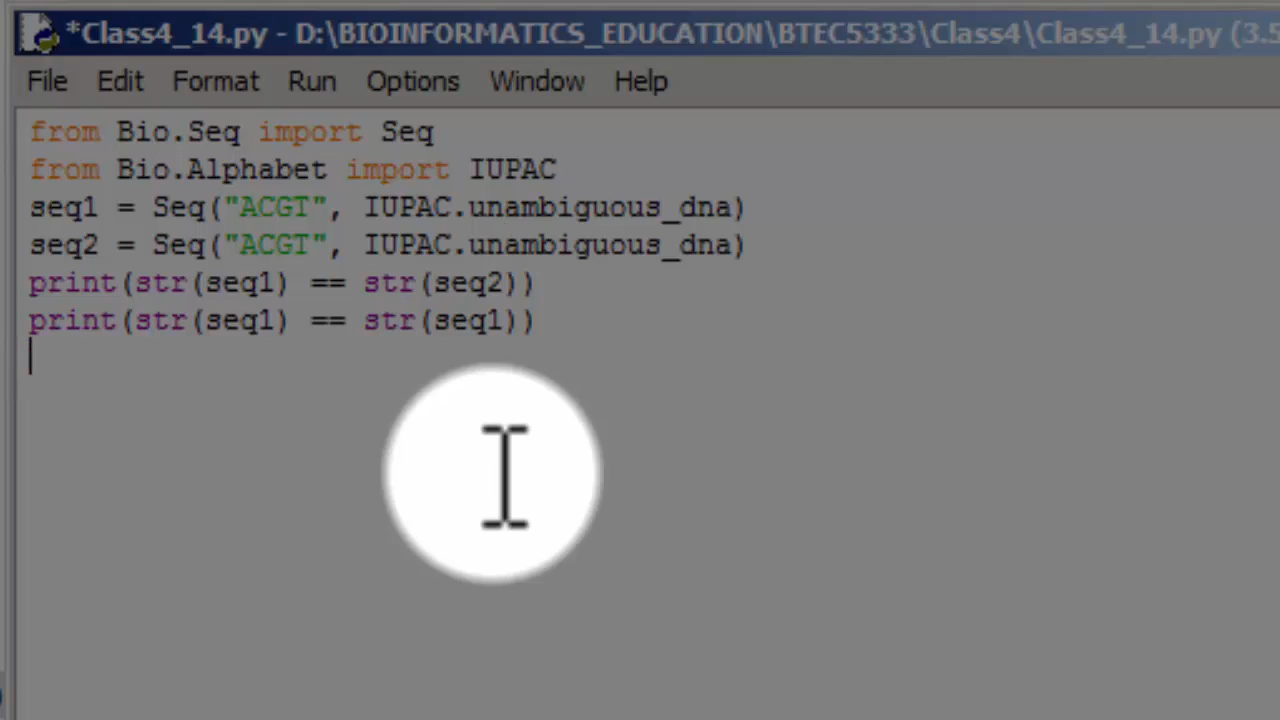 *Class4_14.py - D:\BIOINFORMATICS_EDUCATION\BTEC5333\Class4\Class4_14.py (3.5
File Edit Format Run Options Window Help
from Bio.Seq import Seq
from Bio.Alphabet import IUPAC
seq1 = Seq("ACGT", IUPAC.unambiguous_dna)
seq2 = Seq("ACGT", IUPAC.unambiguous_dna)
print(str(seq1) == str(seq2))
print(str(seq1) == str(seq1))